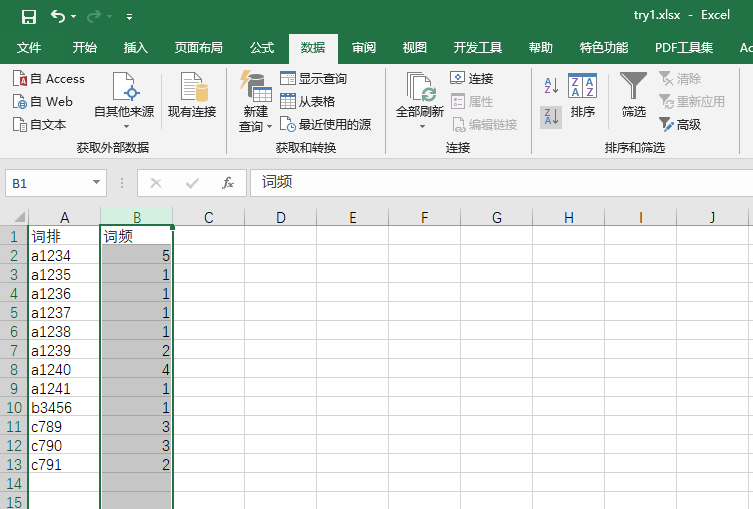 try1.xlsx - Excel
文件 开始 插入 页面布局 公式 数据 审阅 视图 开发工具 帮助 特色功能 PDF工具集 Ac
自 Access
自 Web
自文本
自其他来源
现有连接
获取外部数据
新建
查询
显示查询
从表格
最近使用的源
获取和转换
全部刷新
连接
属性
编辑链接
连接
A
Z
Z
A
Z A
A Z
排序
筛选
清除
重新应用
高级
排序和筛选
B1 fx 词频
A B C D E F G H I J
1 词排 词频
2 a1234 5
3 a1235 1
4 a1236 1
5 a1237 1
6 a1238 1
7 a1239 2
8 a1240 4
9 a1241 1
10 b3456 1
11 c789 3
12 c790 3
13 c791 2
14
15